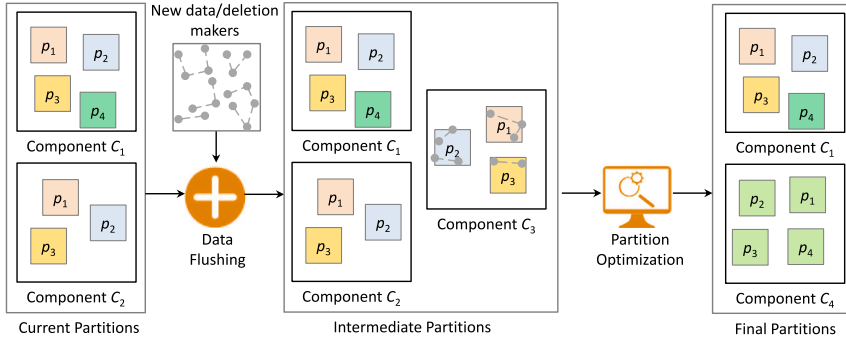 New data/deletion
makers
p1
p2
p3
p4
Component C1
p1
p2
p3
Component C2
Current Partitions
Data
Flushing
p1
p2
p3
p4
Component C1
p1
p2
p3
Component C2
p1
p2
p3
Component C3
Intermediate Partitions
Partition
Optimization
p1
p2
p3
p4
Component C1
p2
p1
p3
p4
Component C4
Final Partitions